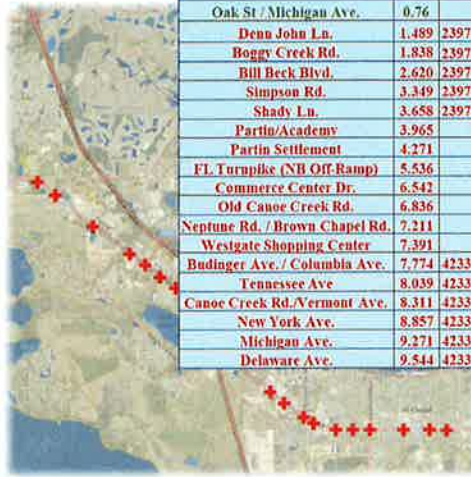 Oak St / Michigan Ave. 0.76
Denn John Ln. 1.489 2397
Boggy Creek Rd. 1.838 2397
Bill Beck Blvd. 2.620 2397
Simpson Rd. 3.349 2397
Shady Ln. 3.658 2397
Partin/Academy 3.965
Partin Settlement 4.271
FL Turnpike (NB Off-Ramp) 5.536
Commerce Center Dr. 6.542
Old Canoe Creek Rd. 6.836
Neptune Rd. / Brown Chapel Rd. 7.211
Westgate Shopping Center 7.391
Budinger Ave. / Columbia Ave. 7.774 4233
Tennessee Ave 8.039 4233
Canoe Creek Rd./Vermont Ave. 8.311 4233
New York Ave. 8.857 4233
Michigan Ave. 9.271 4233
Delaware Ave. 9.544 4233